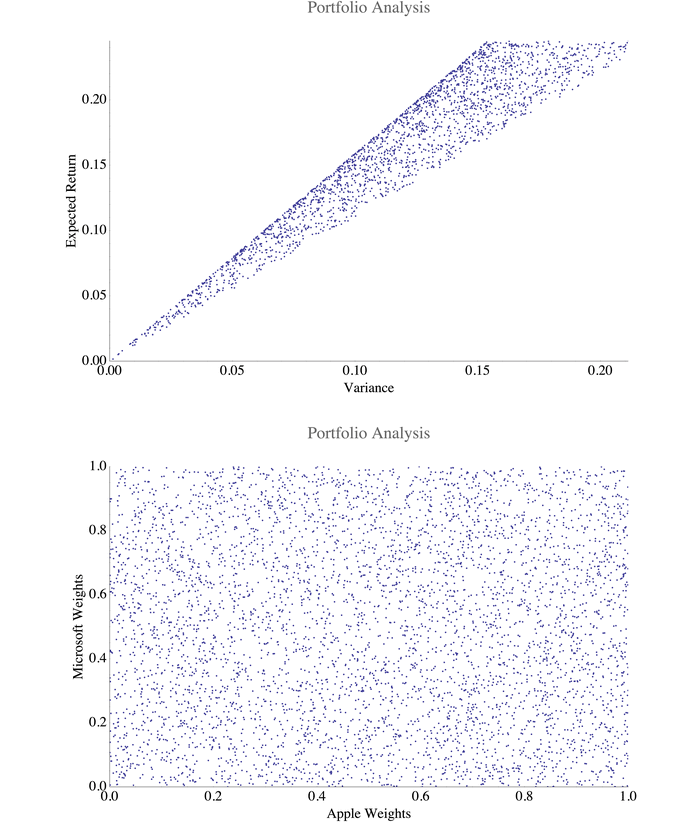 Portfolio Analysis
0.20
0.15
Expected Return
0.10
0.05
0.00
0.00 0.05 0.10 0.15 0.20
Variance
Portfolio Analysis
1.0
0.8
Microsoft Weights
0.6
0.4
0.2
0.0
0.0 0.2 0.4 0.6 0.8 1.0
Apple Weights